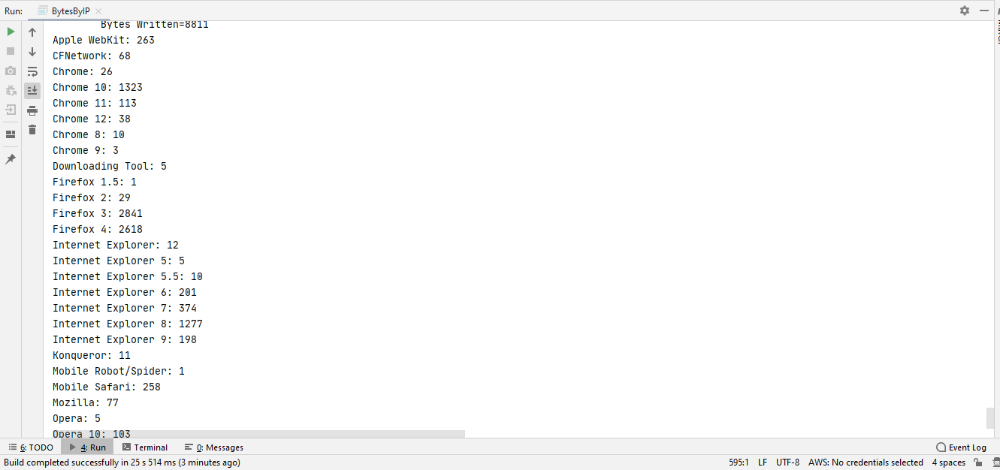 Run: BytesByIP
Bytes Written=8811
Apple WebKit: 263
CFNetwork: 68
Chrome: 26
Chrome 10: 1323
Chrome 11: 113
Chrome 12: 38
Chrome 8: 10
Chrome 9: 3
Downloading Tool: 5
Firefox 1.5: 1
Firefox 2: 29
Firefox 3: 2841
Firefox 4: 2618
Internet Explorer: 12
Internet Explorer 5: 5
Internet Explorer 5.5: 10
Internet Explorer 6: 201
Internet Explorer 7: 374
Internet Explorer 8: 1277
Internet Explorer 9: 198
Konqueror: 11
Mobile Robot/Spider: 1
Mobile Safari: 258
Mozilla: 77
Opera: 5
Opera 10: 103
6: TODO 4: Run Terminal 0: Messages Event Log
Build completed successfully in 25 s 514 ms (3 minutes ago) 595:1 LF UTF-8 AWS: No credentials selected 4 spaces